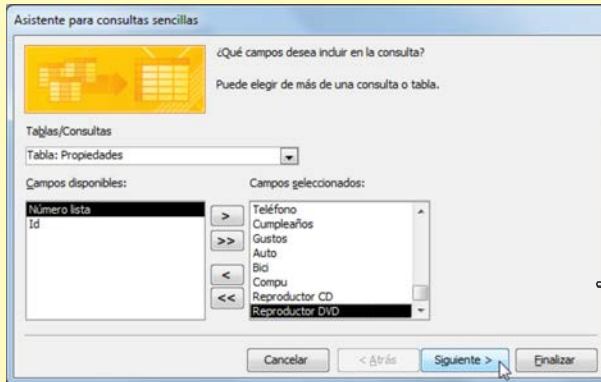 Asistente para consultas sencillas
¿Qué campos desea incluir en la consulta?
Puede elegir de más de una consulta o tabla.
Tablas/Consultas
Tabla: Propiedades
Campos disponibles:
Campos seleccionados:
Número lista
Id
>
>>
<
<<
Teléfono
Cumpleaños
Gustos
Auto
Bici
Compu
Reproductor CD
Reproductor DVD
Cancelar
< Atrás
Siguiente >
Finalizar